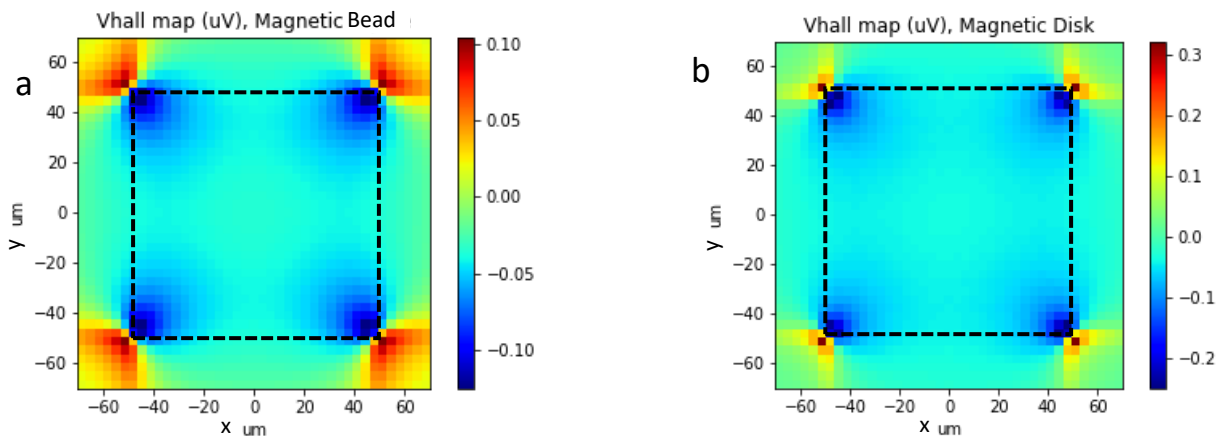 Vhall map (uV), Magnetic Bead
a
60
40
20
0
−20
−40
−60
y um
−60 −40 −20 0 20 40 60
x um
0.10
0.05
0.00
−0.05
−0.10
Vhall map (uV), Magnetic Disk
b
60
40
20
0
−20
−40
−60
y um
−60 −40 −20 0 20 40 60
x um
0.3
0.2
0.1
0.0
−0.1
−0.2